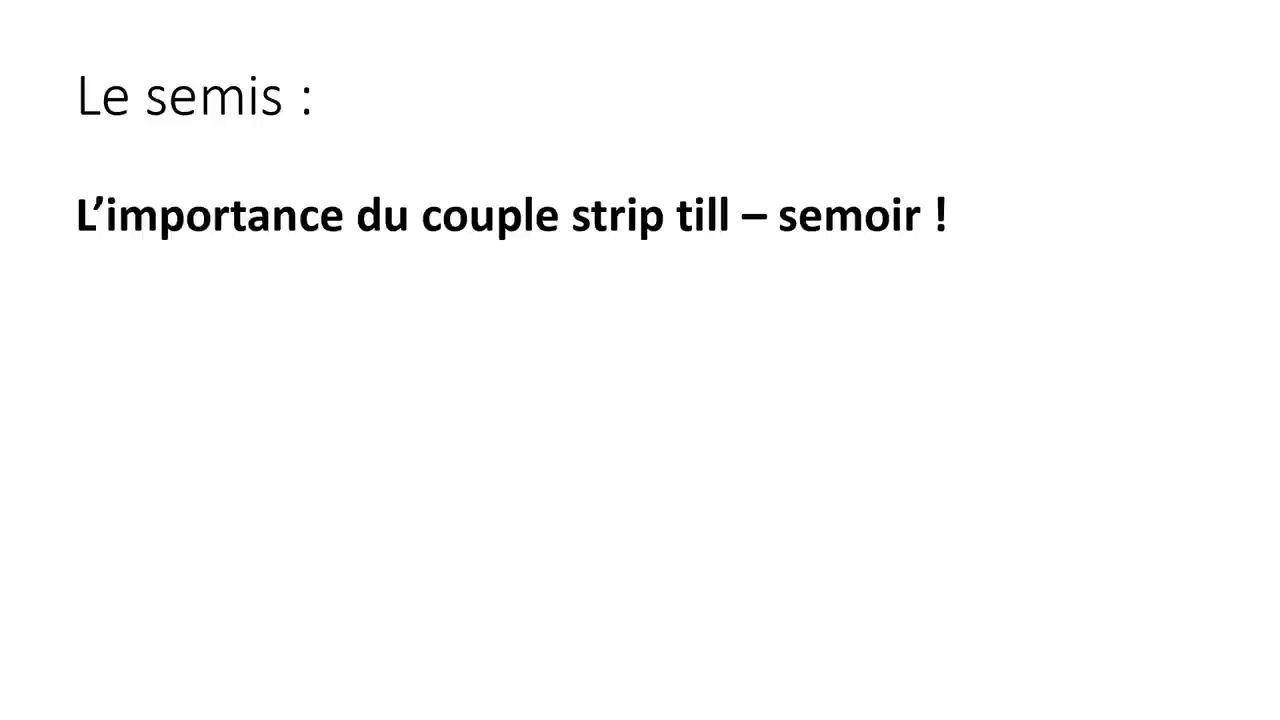 Le semis :
L’importance du couple strip till – semoir !